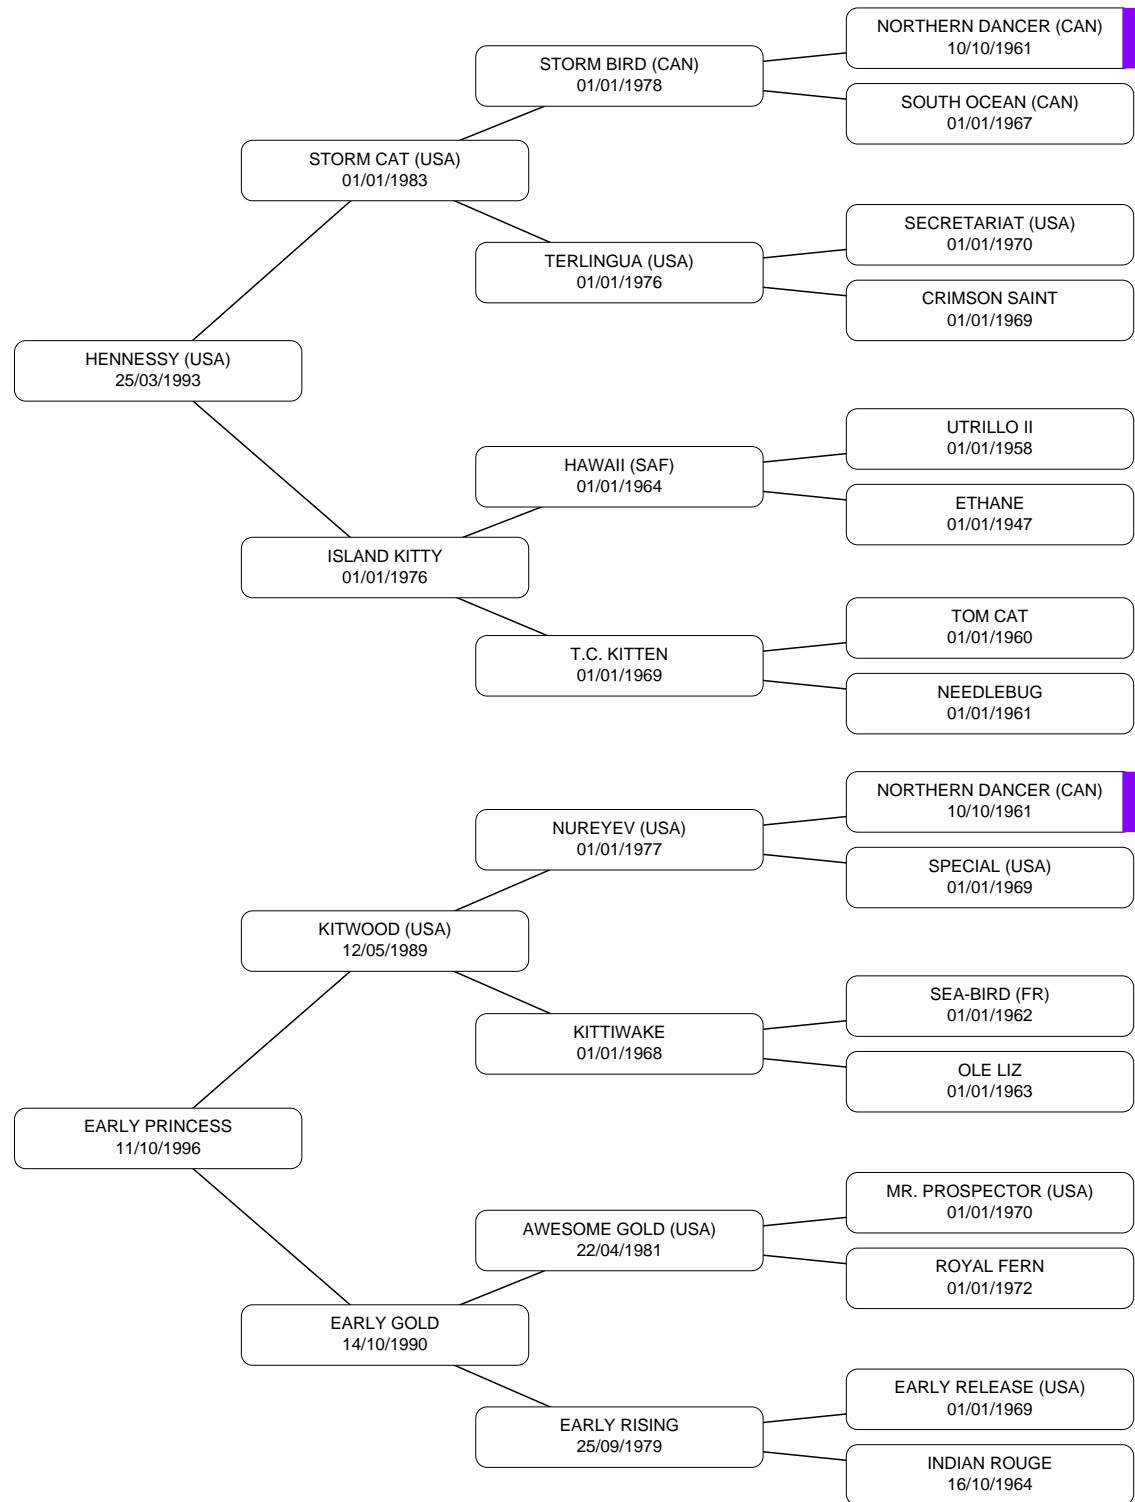 NORTHERN DANCER (CAN)
10/10/1961
STORM BIRD (CAN)
01/01/1978
SOUTH OCEAN (CAN)
01/01/1967
STORM CAT (USA)
01/01/1983
SECRETARIAT (USA)
01/01/1970
TERLINGUA (USA)
01/01/1976
CRIMSON SAINT
01/01/1969
HENNESSY (USA)
25/03/1993
UTRILLO II
01/01/1958
HAWAII (SAF)
01/01/1964
ETHANE
01/01/1947
ISLAND KITTY
01/01/1976
TOM CAT
01/01/1960
T.C. KITTEN
01/01/1969
NEEDLEBUG
01/01/1961
NORTHERN DANCER (CAN)
10/10/1961
NUREYEV (USA)
01/01/1977
SPECIAL (USA)
01/01/1969
KITWOOD (USA)
12/05/1989
SEA-BIRD (FR)
01/01/1962
KITTIWAKE
01/01/1968
OLE LIZ
01/01/1963
EARLY PRINCESS
11/10/1996
MR. PROSPECTOR (USA)
01/01/1970
AWESOME GOLD (USA)
22/04/1981
ROYAL FERN
01/01/1972
EARLY GOLD
14/10/1990
EARLY RELEASE (USA)
01/01/1969
EARLY RISING
25/09/1979
INDIAN ROUGE
16/10/1964